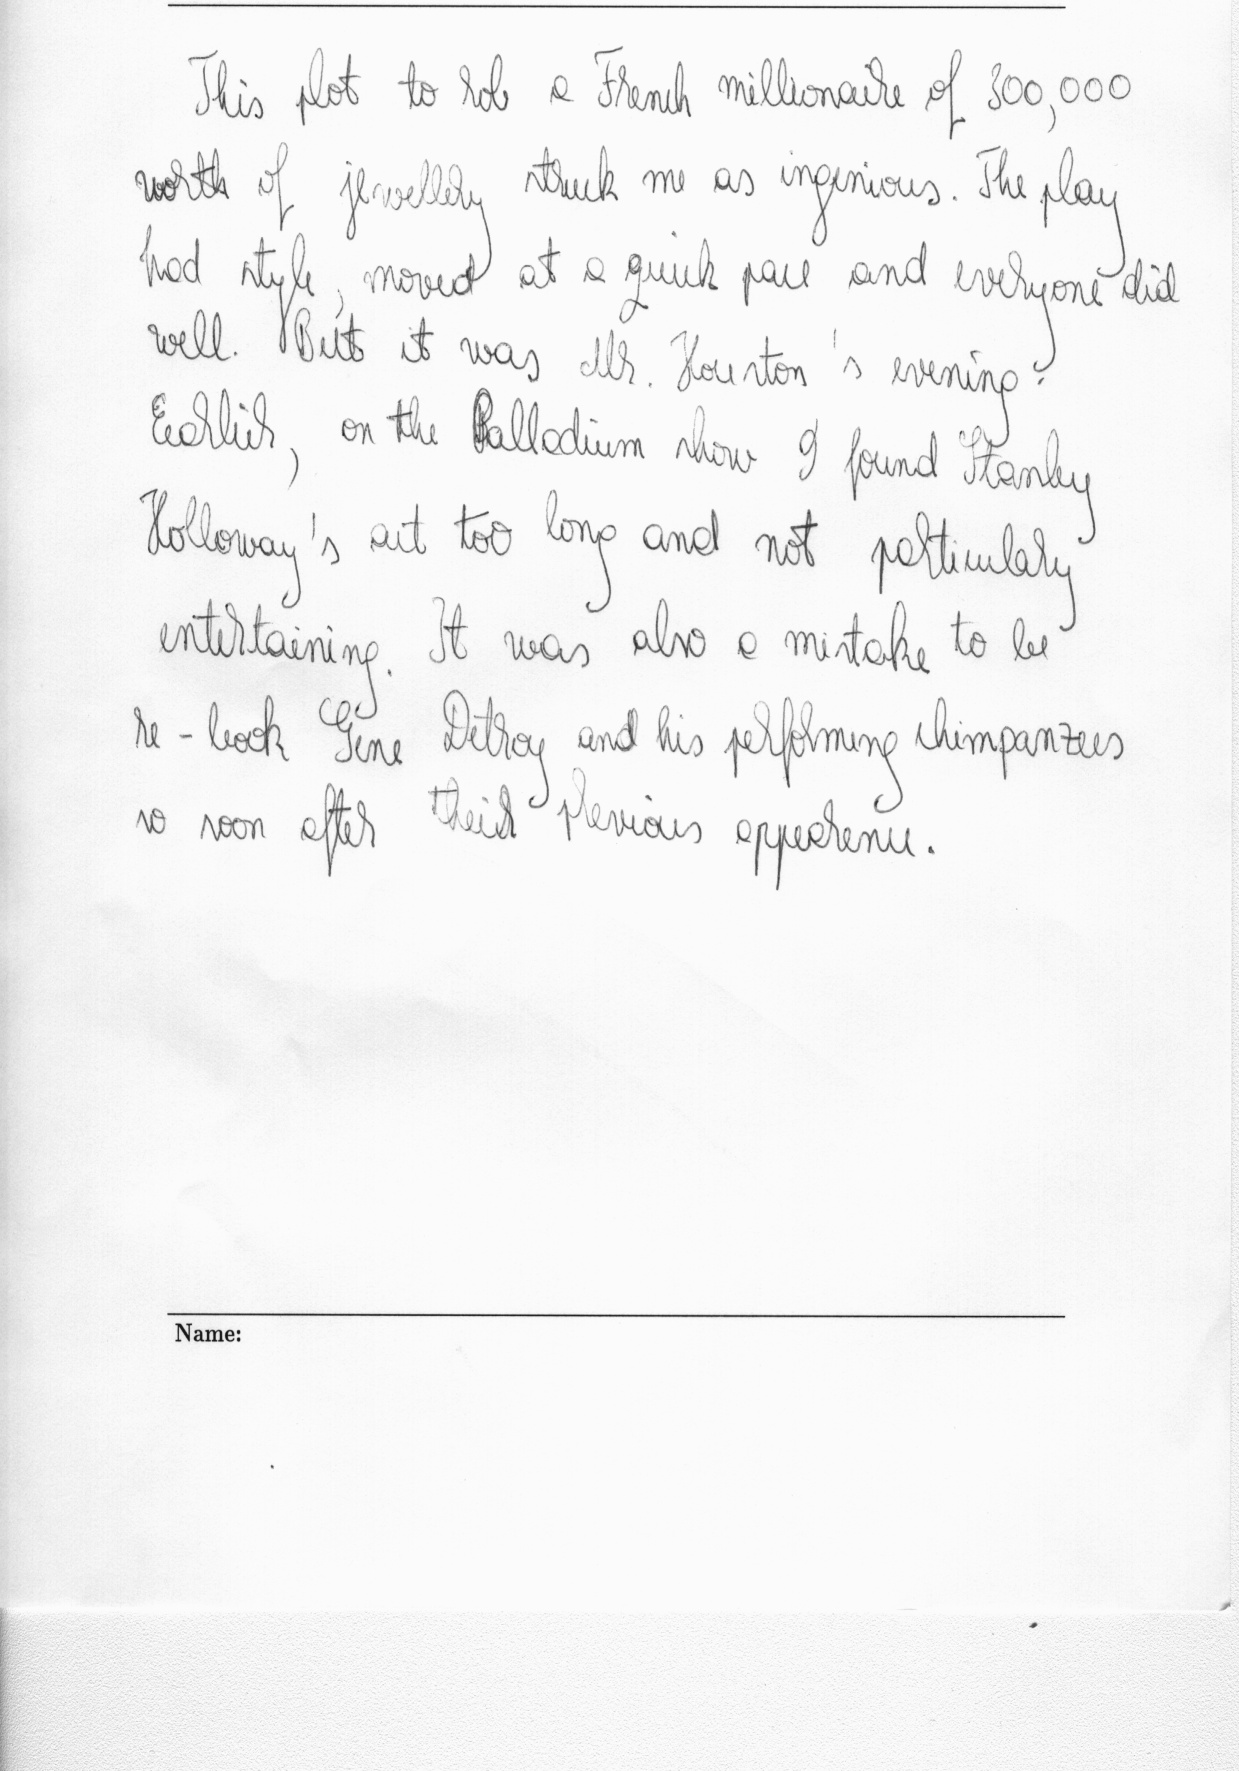 This plot to rob a French millionaire of 300,000
worth of jewellery struck me as ingenious. The play
had style, moved at a quick pace and everyone did
well. But it was Mr. Houston's evening.
Earlier, on the Palladium show I found Stanley
Holloway's act too long and not particulary
entertaining. It was also a mistake to be
re-book Gene Detroy and his performing chimpanzees
so soon after their previous appearence.
Name: